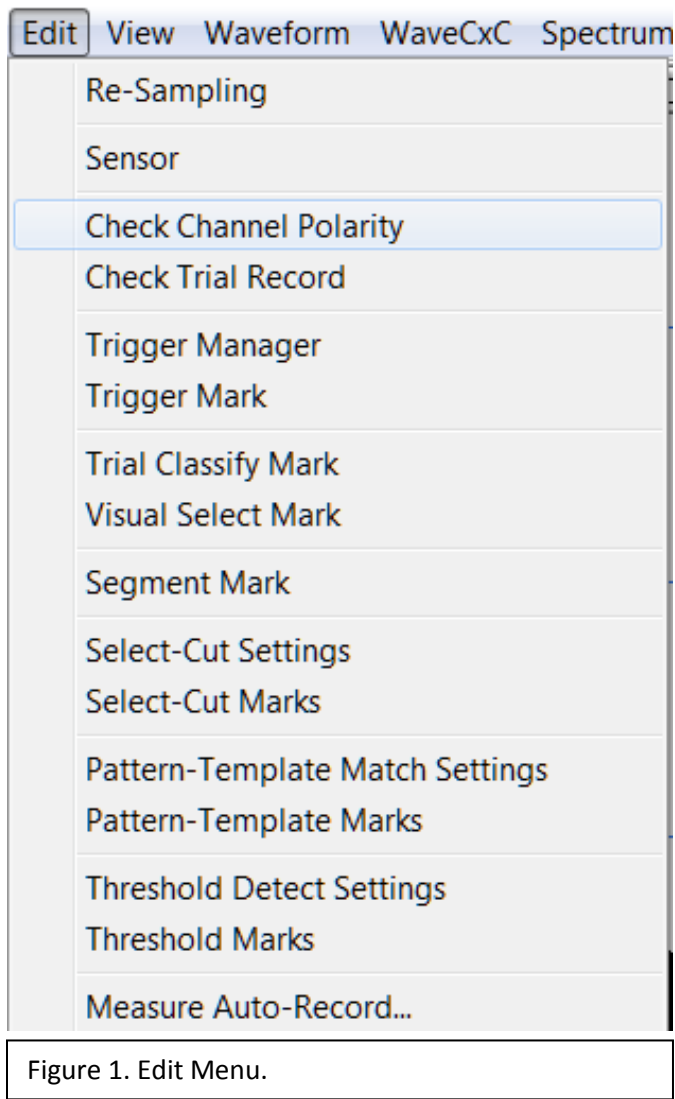 Edit View Waveform WaveCxC Spectrum
Re-Sampling
Sensor
Check Channel Polarity
Check Trial Record
Trigger Manager
Trigger Mark
Trial Classify Mark
Visual Select Mark
Segment Mark
Select-Cut Settings
Select-Cut Marks
Pattern-Template Match Settings
Pattern-Template Marks
Threshold Detect Settings
Threshold Marks
Measure Auto-Record...
Figure 1. Edit Menu.